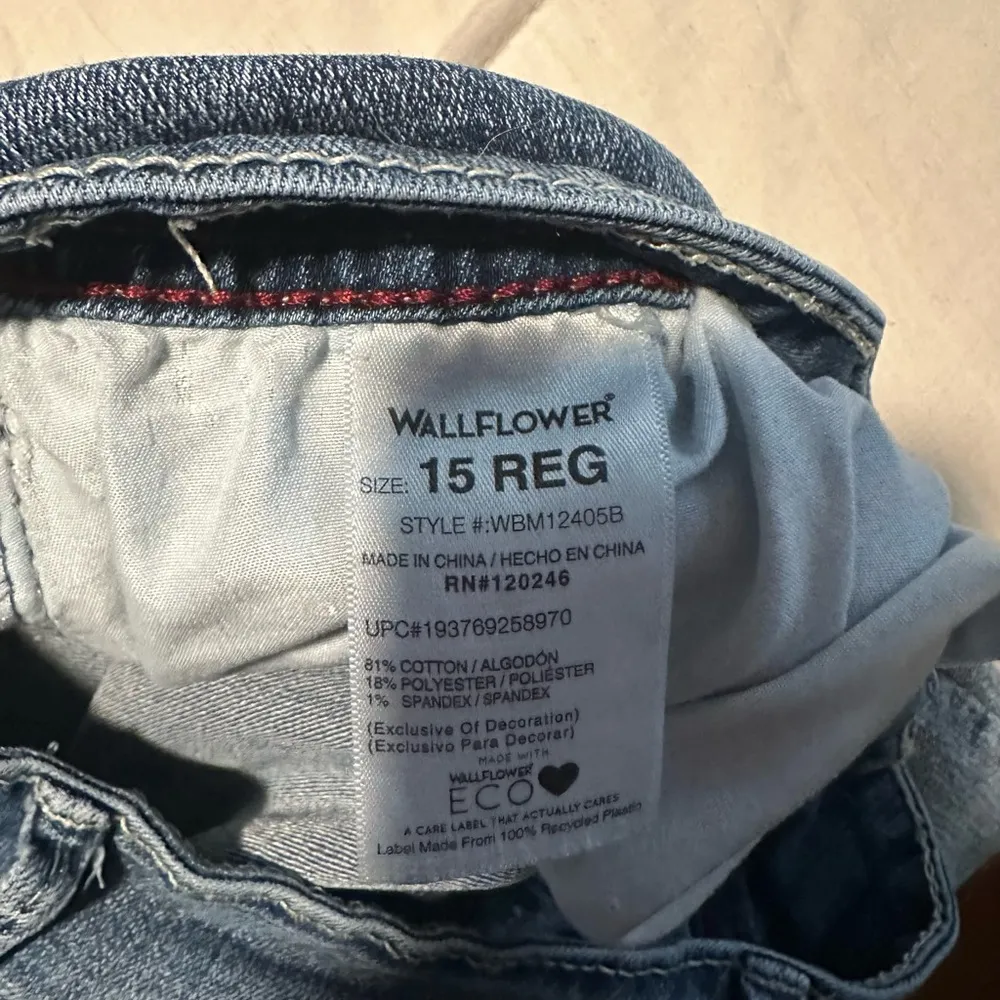 WALLFLOWER®
SIZE: 15 REG
STYLE #:WBM12405B
MADE IN CHINA / HECHO EN CHINA
RN#120246
UPC#193769258970
81% COTTON / ALGODÓN
18% POLYESTER / POLIÉSTER
1% SPANDEX / SPANDEX
(Exclusive Of Decoration)
(Exclusivo Para Decorar)
MADE WITH
WALLFLOWER
ECO
A CARE LABEL THAT ACTUALLY CARES
Label Made From 100% Recycled Plastic